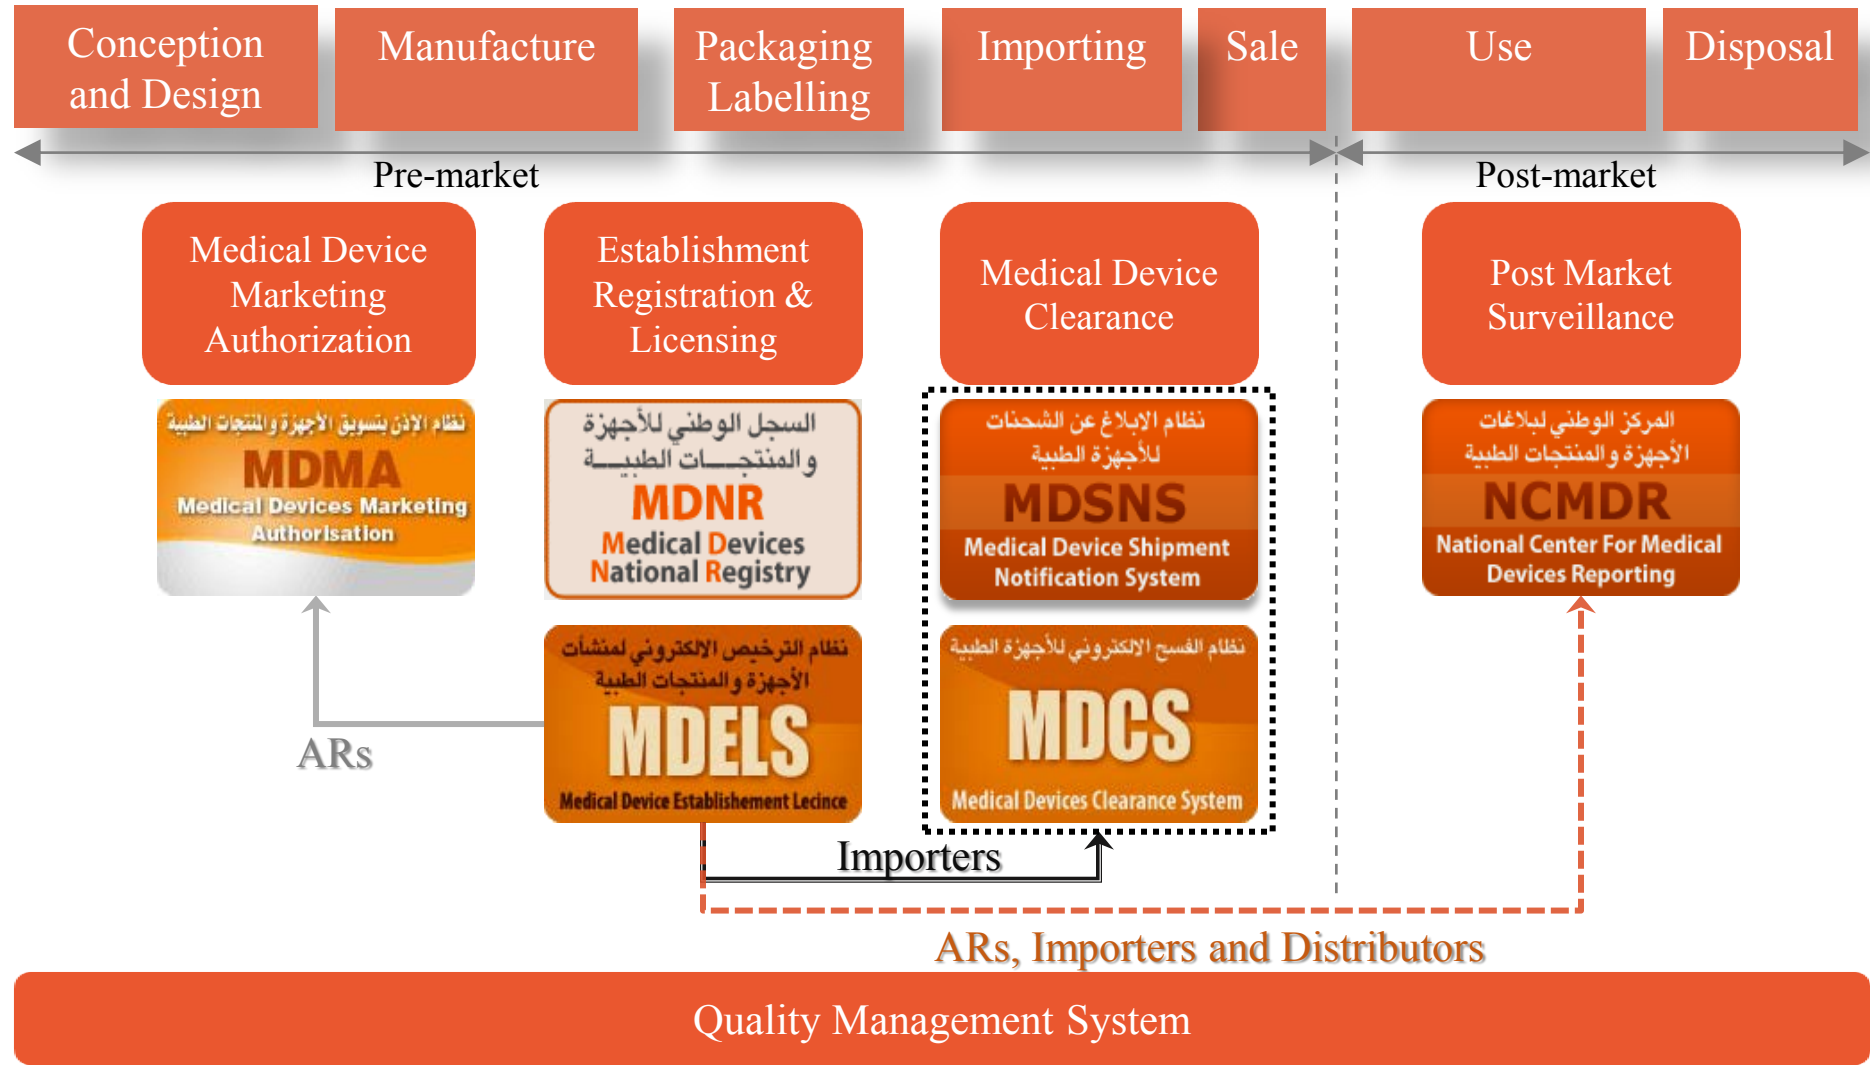 Conception
and Design
Manufacture
Packaging
Labelling
Importing
Sale
Use
Disposal
Pre-market
Post-market
Medical Device
Marketing
Authorization
Establishment
Registration &
Licensing
Medical Device
Clearance
Post Market
Surveillance
نظام الإذن بتسويق الأجهزة والمنتجات الطبية
MDMA
Medical Devices Marketing
Authorisation
السجل الوطني للأجهزة
والمنتجـــــات الطبيـــــة
MDNR
Medical Devices
National Registry
نظام الابلاغ عن الشحنات
للأجهزة الطبية
MDSNS
Medical Device Shipment
Notification System
المركز الوطني لبلاغات
الأجهزة والمنتجات الطبية
NCMDR
National Center For Medical
Devices Reporting
نظام الترخيص الالكتروني لمنشآت
الأجهزة والمنتجات الطبية
MDELS
Medical Device Establishement Lecince
نظام الفسح الالكتروني للأجهزة الطبية
MDCS
Medical Devices Clearance System
ARs
Importers
ARs, Importers and Distributors
Quality Management System